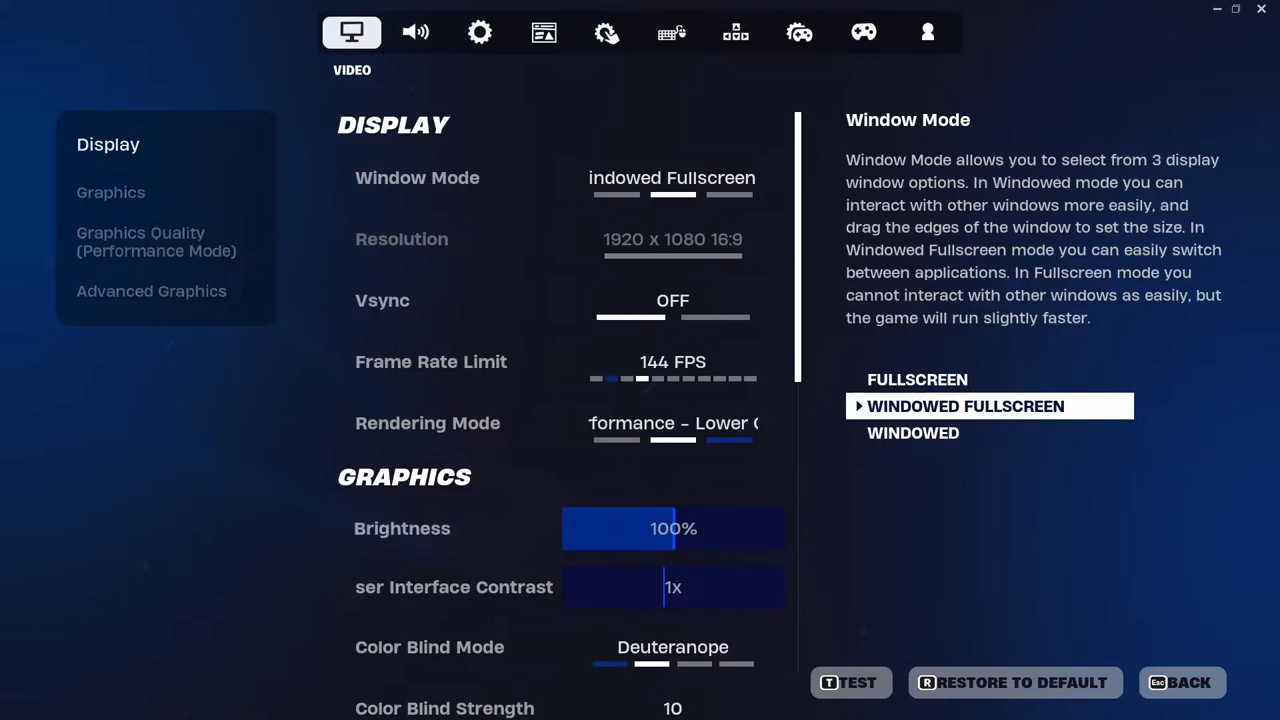 VIDEO
Display
Graphics
Graphics Quality
(Performance Mode)
Advanced Graphics
DISPLAY
Window Mode indowed Fullscreen
Resolution 1920 x 1080 16:9
Vsync OFF
Frame Rate Limit 144 FPS
Rendering Mode formance - Lower
GRAPHICS
Brightness 100%
ser Interface Contrast 1x
Color Blind Mode Deuteranope
Color Blind Strength 10
Window Mode
Window Mode allows you to select from 3 display
window options. In Windowed mode you can
interact with other windows more easily, and
drag the edges of the window to set the size. In
Windowed Fullscreen mode you can easily switch
between applications. In Fullscreen mode you
cannot interact with other windows as easily, but
the game will run slightly faster.
FULLSCREEN
WINDOWED FULLSCREEN
WINDOWED
T TEST
R RESTORE TO DEFAULT
Esc BACK